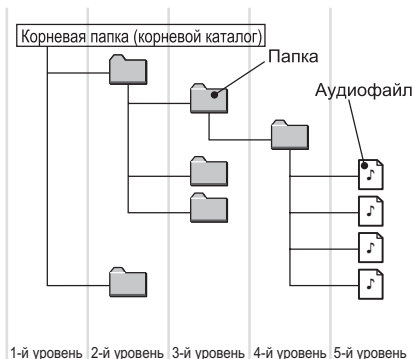 Корневая папка (корневой каталог)
Папка
Аудиофайл
1-й уровень 2-й уровень 3-й уровень 4-й уровень 5-й уровень